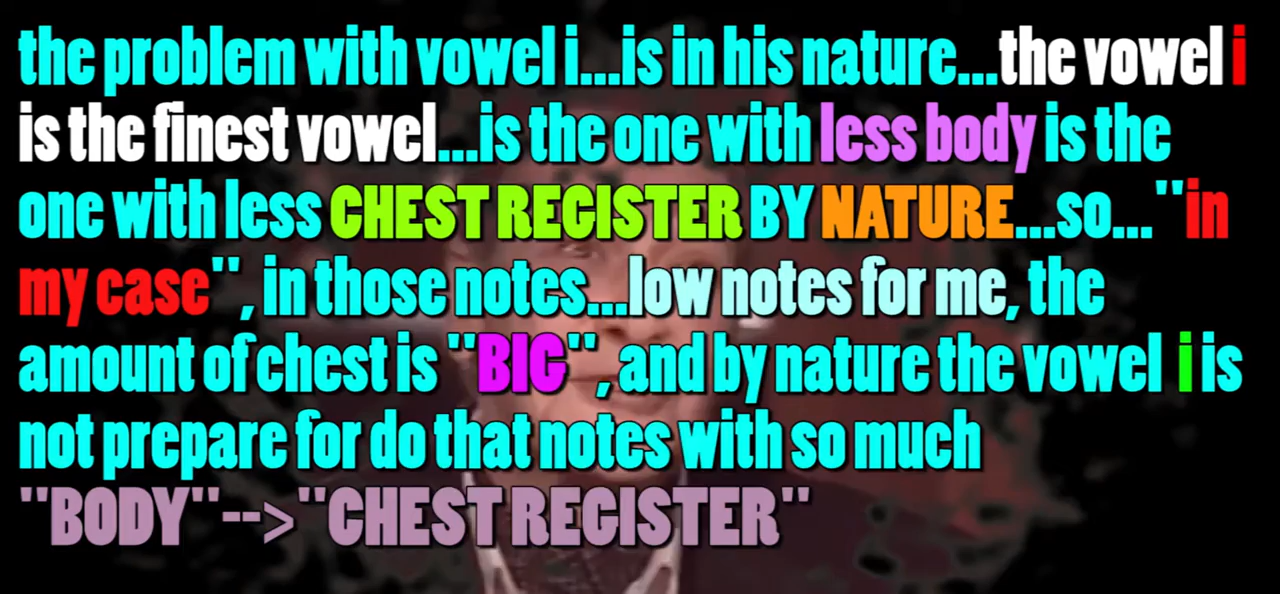 the problem with vowel i...is in his nature...the vowel i
is the finest vowel...is the one with less body is the
one with less CHEST REGISTER BY NATURE...so..."in
my case", in those notes...low notes for me, the
amount of chest is "BIG", and by nature the vowel i is
not prepare for do that notes with so much
"BODY"-->"CHEST REGISTER"